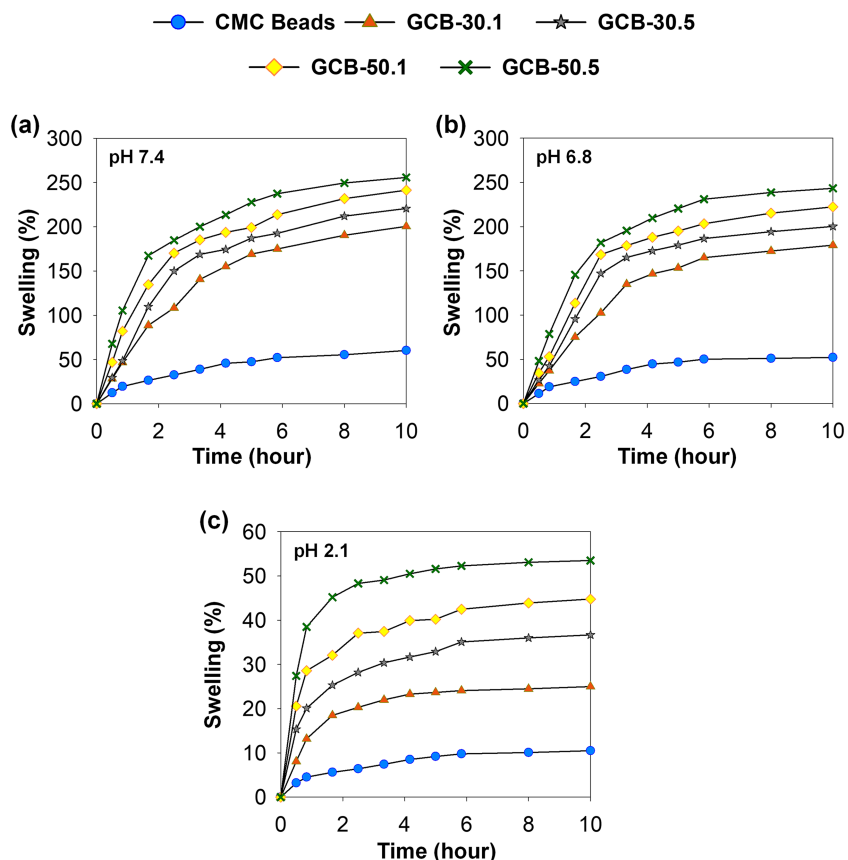 CMC Beads GCB-30.1 GCB-30.5
GCB-50.1 GCB-50.5
(a)
pH 7.4
Swelling (%)
300
250
200
150
100
50
0
0 2 4 6 8 10
Time (hour)
(b)
pH 6.8
Swelling (%)
300
250
200
150
100
50
0
0 2 4 6 8 10
Time (hour)
(c)
pH 2.1
Swelling (%)
60
50
40
30
20
10
0
0 2 4 6 8 10
Time (hour)